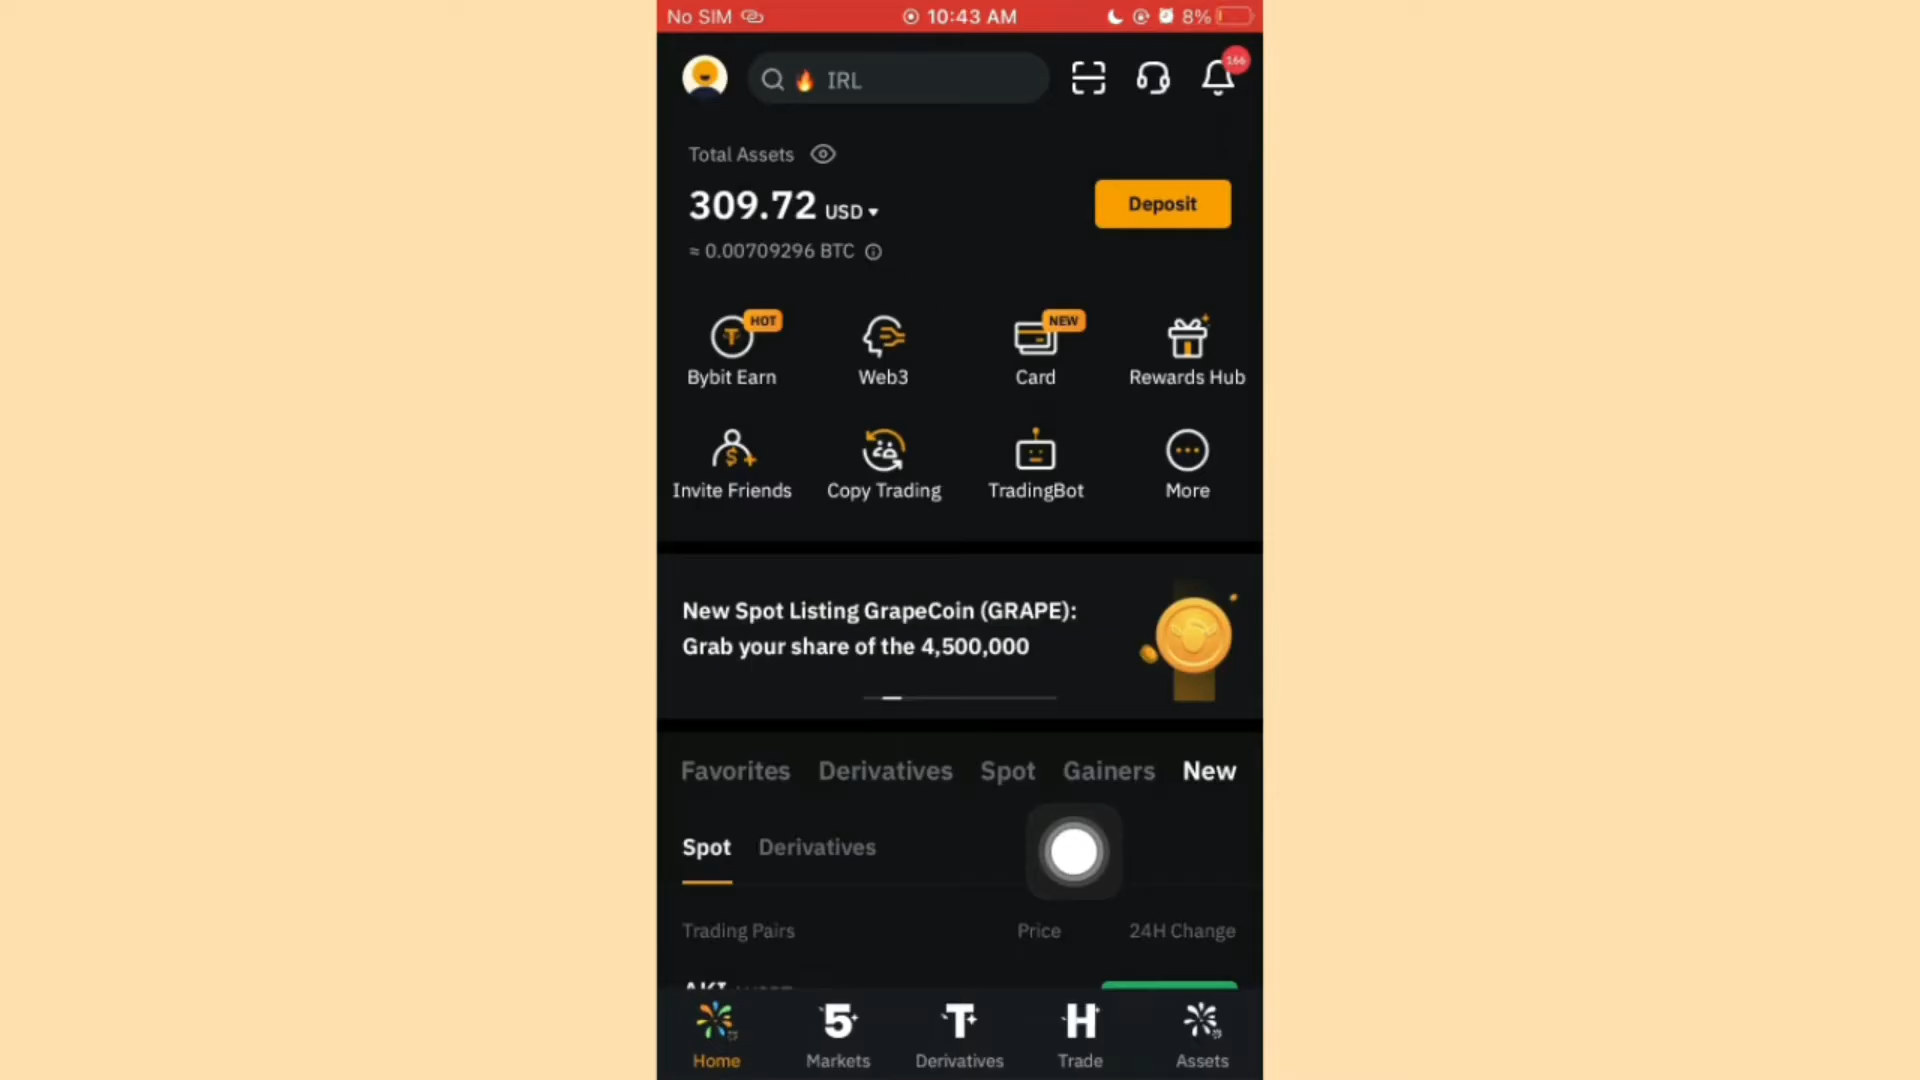 No SIM 10:43 AM 8%
IRL
166
Total Assets
309.72 USD
Deposit
≈ 0.00709296 BTC
HOT NEW
Bybit Earn Web3 Card Rewards Hub
Invite Friends Copy Trading TradingBot More
New Spot Listing GrapeCoin (GRAPE):
Grab your share of the 4,500,000
Favorites Derivatives Spot Gainers New
Spot Derivatives
Trading Pairs Price 24H Change
5 T H
Home Markets Derivatives Trade Assets